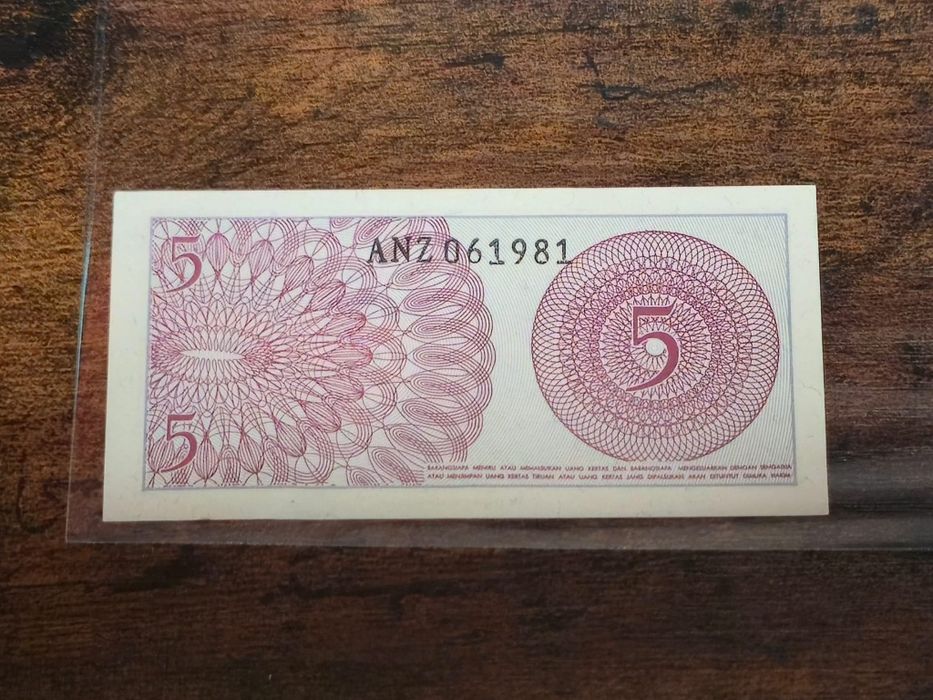 5
ANZ 061981
5
5
BARANGSIAPA MENIRU ATAU MEMALSUKAN UANG KERTAS DAN BARANGSIAPA MENGELUARKAN DENGAN SENGADJA
ATAU MENJIMPAN UANG KERTAS TIRUAN ATAU UANG KERTAS JANG DIPALSUKAN AKAN DITUNTUT DIMUKA HAKIM